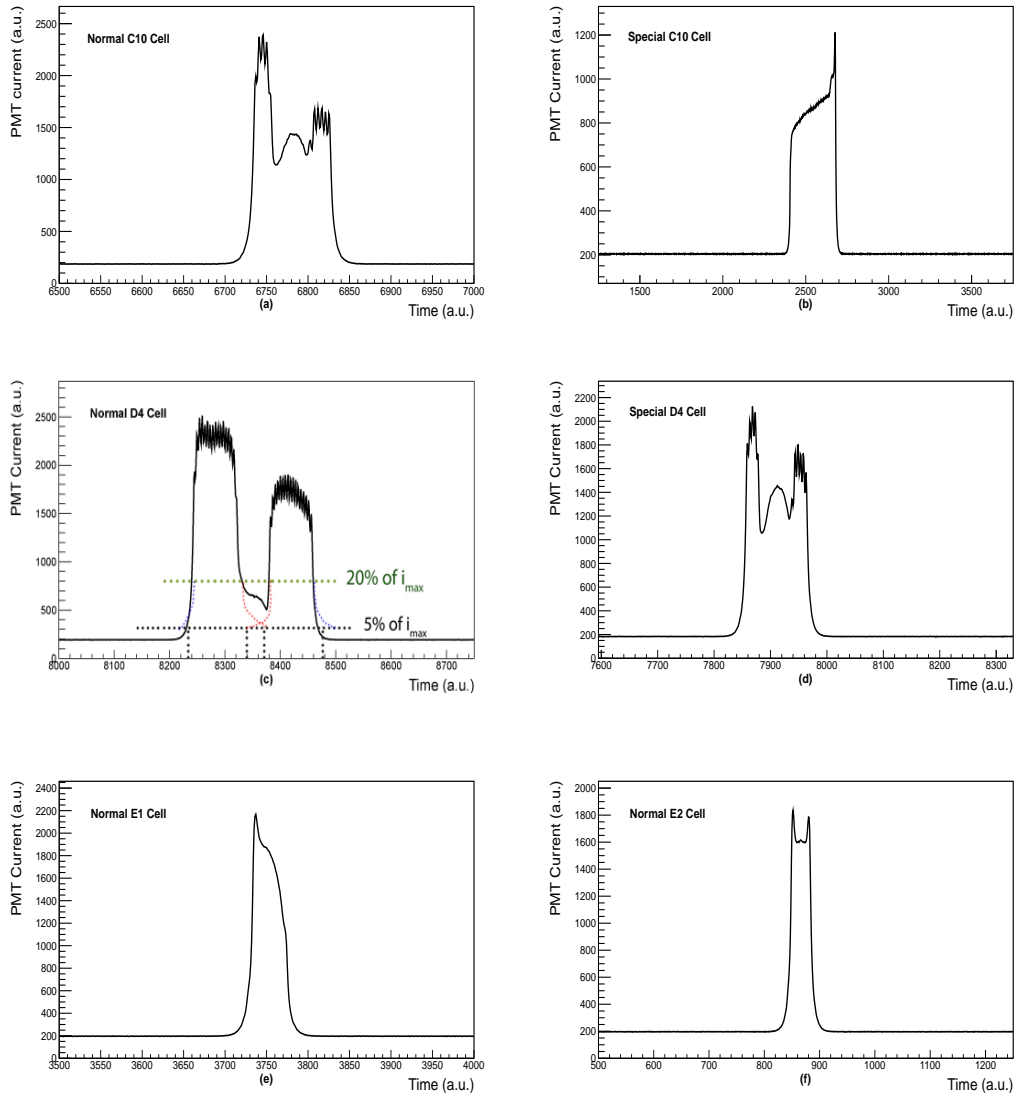 PMT current (a.u.)
2500
2000
1500
1000
500
0
Normal C10 Cell
6500 6550 6600 6650 6700 6750 6800 6850 6900 6950 7000
(a)
Time (a.u.)
PMT Current (a.u.)
1200
1000
800
600
400
200
Special C10 Cell
1500 2000 2500 3000 3500
(b)
Time (a.u.)
PMT Current (a.u.)
2500
2000
1500
1000
500
0
Normal D4 Cell
20% of imax
5% of imax
8000 8100 8200 8300 8400 8500 8600 8700
(c)
Time (a.u.)
PMT Current (a.u.)
2200
2000
1800
1600
1400
1200
1000
800
600
400
200
0
Special D4 Cell
7600 7700 7800 7900 8000 8100 8200 8300
(d)
Time (a.u.)
PMT Current (a.u.)
2400
2200
2000
1800
1600
1400
1200
1000
800
600
400
200
0
Normal E1 Cell
3500 3550 3600 3650 3700 3750 3800 3850 3900 3950 4000
(e)
Time (a.u.)
PMT Current (a.u.)
2000
1800
1600
1400
1200
1000
800
600
400
200
0
Normal E2 Cell
500 600 700 800 900 1000 1100 1200
(f)
Time (a.u.)